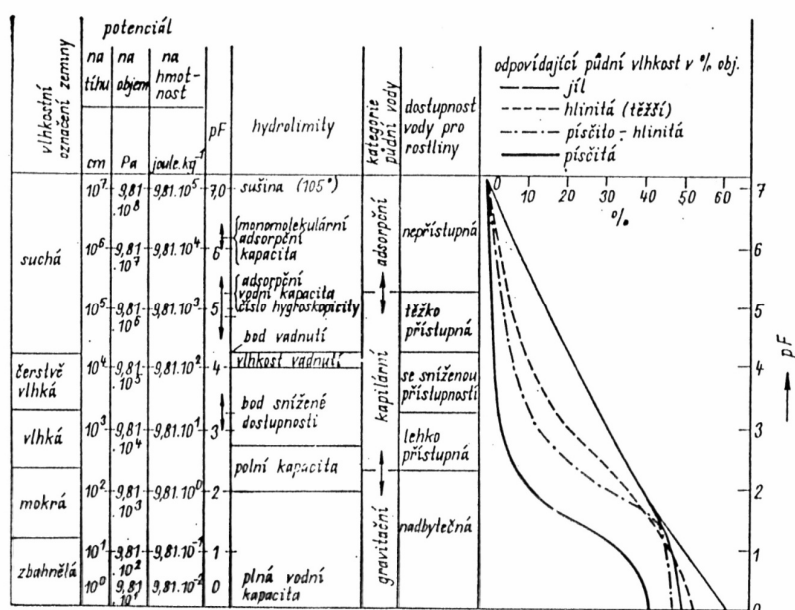 potenciál
vlhkostní označení zeminy
na tíhu
na objem
na hmot-nost
pF
hydrolimity
kategorie půdní vody
dostupnost vody pro rostliny
cm
Pa
joule.kg⁻¹
odpovídající půdní vlhkost v % obj.
jíl
hlinitá (těžší)
písčito - hlinitá
písčitá
suchá
čerstvě vlhká
vlhká
mokrá
zbahnělá
10⁷ 9,81 .10⁸ 9,81.10⁵ 7,0 sušina (105°)
10⁶ 9,81 .10⁷ 9,81.10⁴ 6
monomolekulární
adsorpční
kapacita
10⁵ 9,81 .10⁶ 9,81.10³ 5
adsorpční
vodní kapacita
číslo hygroskopicity
bod vadnutí
vlhkost vadnutí
10⁴ 9,81 .10⁵ 9,81.10² 4
bod snížené
dostupnosti
10³ 9,81 .10⁴ 9,81.10¹ 3
polní kapacita
10² 9,81 .10³ 9,81.10⁰ 2
10¹ 9,81 .10² 9,81.10⁻¹ 1
10⁰ 9,81 .10¹ 9,81.10⁻² 0
plná vodní
kapacita
adsorpční
kapilární
gravitační
nepřístupná
těžko
přístupná
se sníženou
přístupností
lehko
přístupná
nadbytečná
0 10 20 30 40 50 60
%
7
6
5
4
3
2
1
0
pF